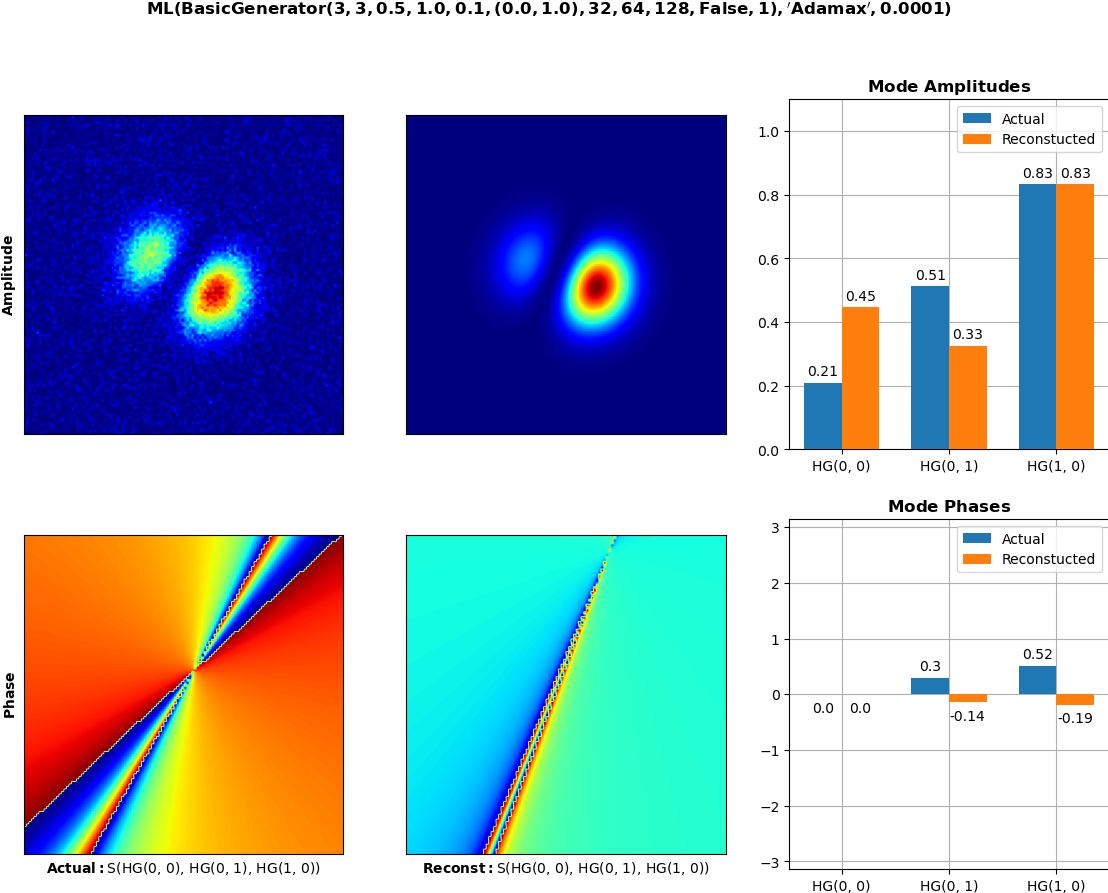 ML(BasicGenerator(3, 3, 0.5, 1.0, 0.1, (0.0, 1.0), 32, 64, 128, False, 1), ′Adamax′, 0.0001)
Amplitude
Mode Amplitudes
Actual
Reconstucted
1.0
0.8
0.6
0.4
0.2
0.0
0.21
0.45
0.51
0.33
0.83
0.83
HG(0, 0)
HG(0, 1)
HG(1, 0)
Phase
Actual: S(HG(0, 0), HG(0, 1), HG(1, 0))
Reconst: S(HG(0, 0), HG(0, 1), HG(1, 0))
Mode Phases
Actual
Reconstucted
3
2
1
0
−1
−2
−3
0.0
0.0
0.3
-0.14
0.52
-0.19
HG(0, 0)
HG(0, 1)
HG(1, 0)